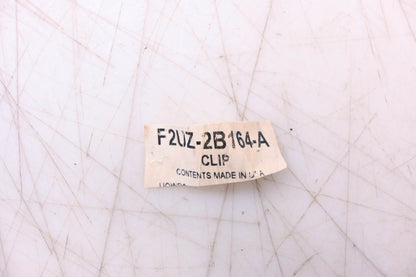 F2UZ-2B164-A
CLIP
CONTENTS MADE IN U A